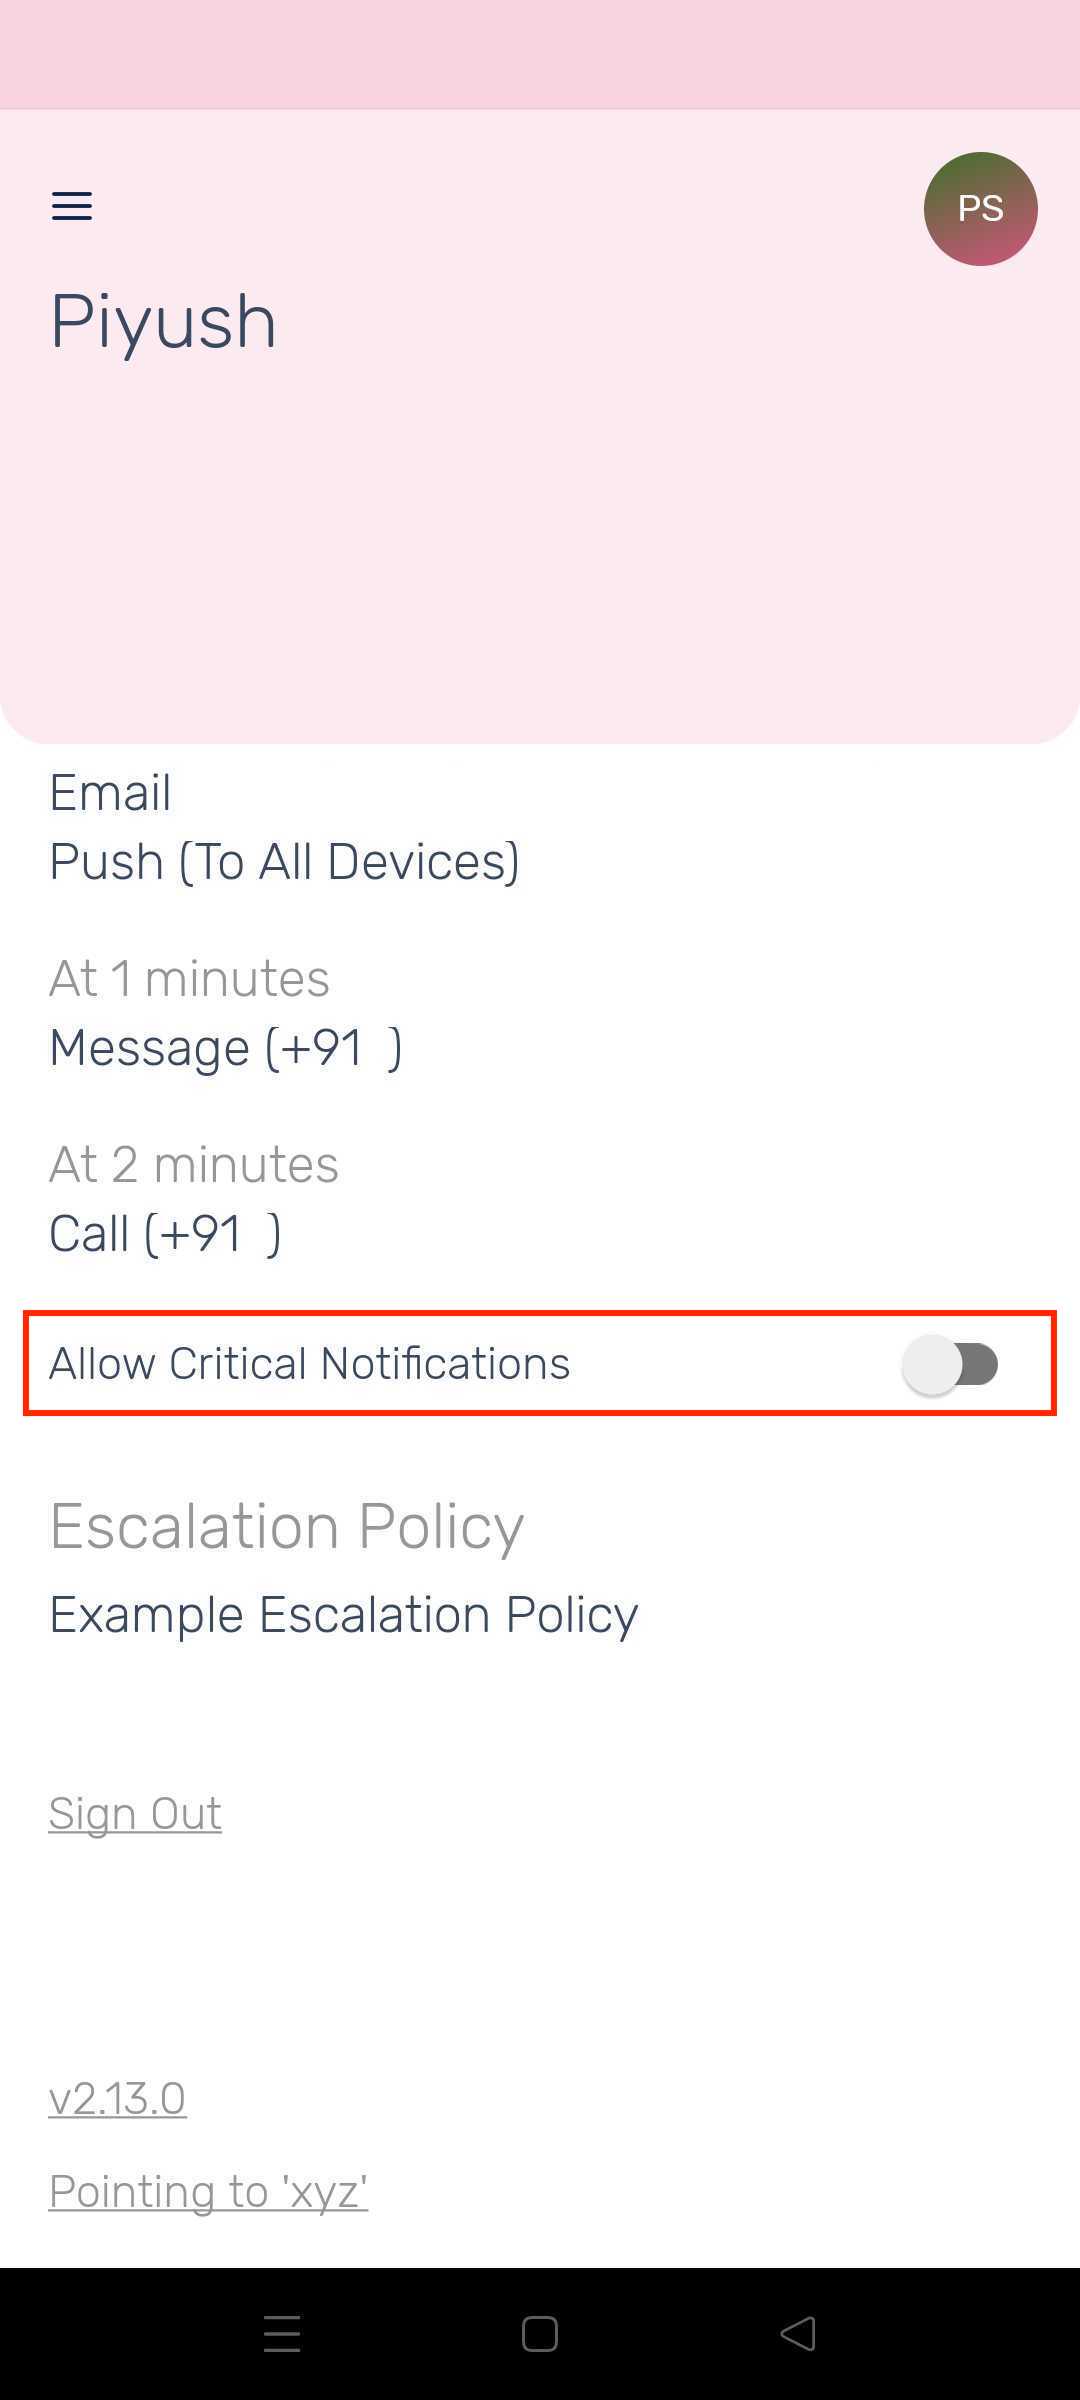 PS
Piyush
Email
Push (To All Devices)
At 1 minutes
Message (+91  )
At 2 minutes
Call (+91  )
Allow Critical Notifications
Escalation Policy
Example Escalation Policy
Sign Out
v2.13.0
Pointing to 'xyz'